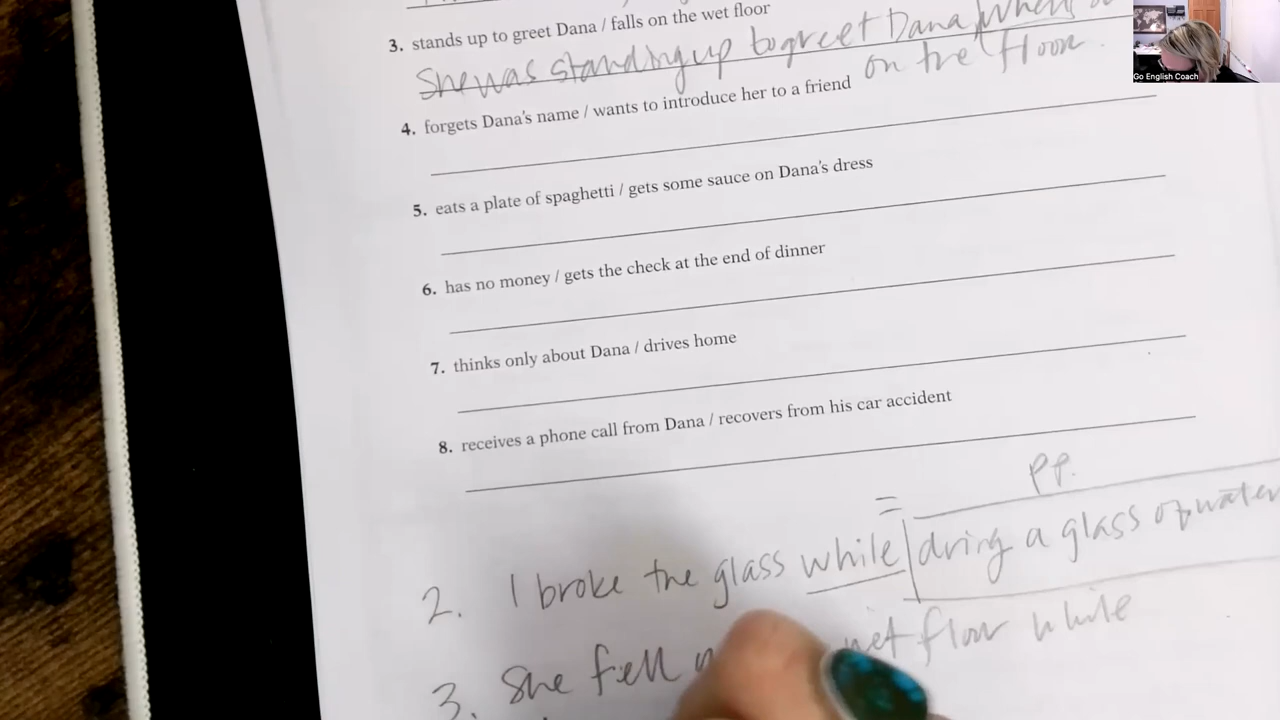 3. stands up to greet Dana / falls on the wet floor
She was standing up to greet Dana when
on the floor.
4. forgets Dana's name / wants to introduce her to a friend
5. eats a plate of spaghetti / gets some sauce on Dana's dress
6. has no money / gets the check at the end of dinner
7. thinks only about Dana / drives home
8. receives a phone call from Dana / recovers from his car accident
= PP.
2. I broke the glass while dring a glass of water
3. She fell wet flow while
Go English Coach